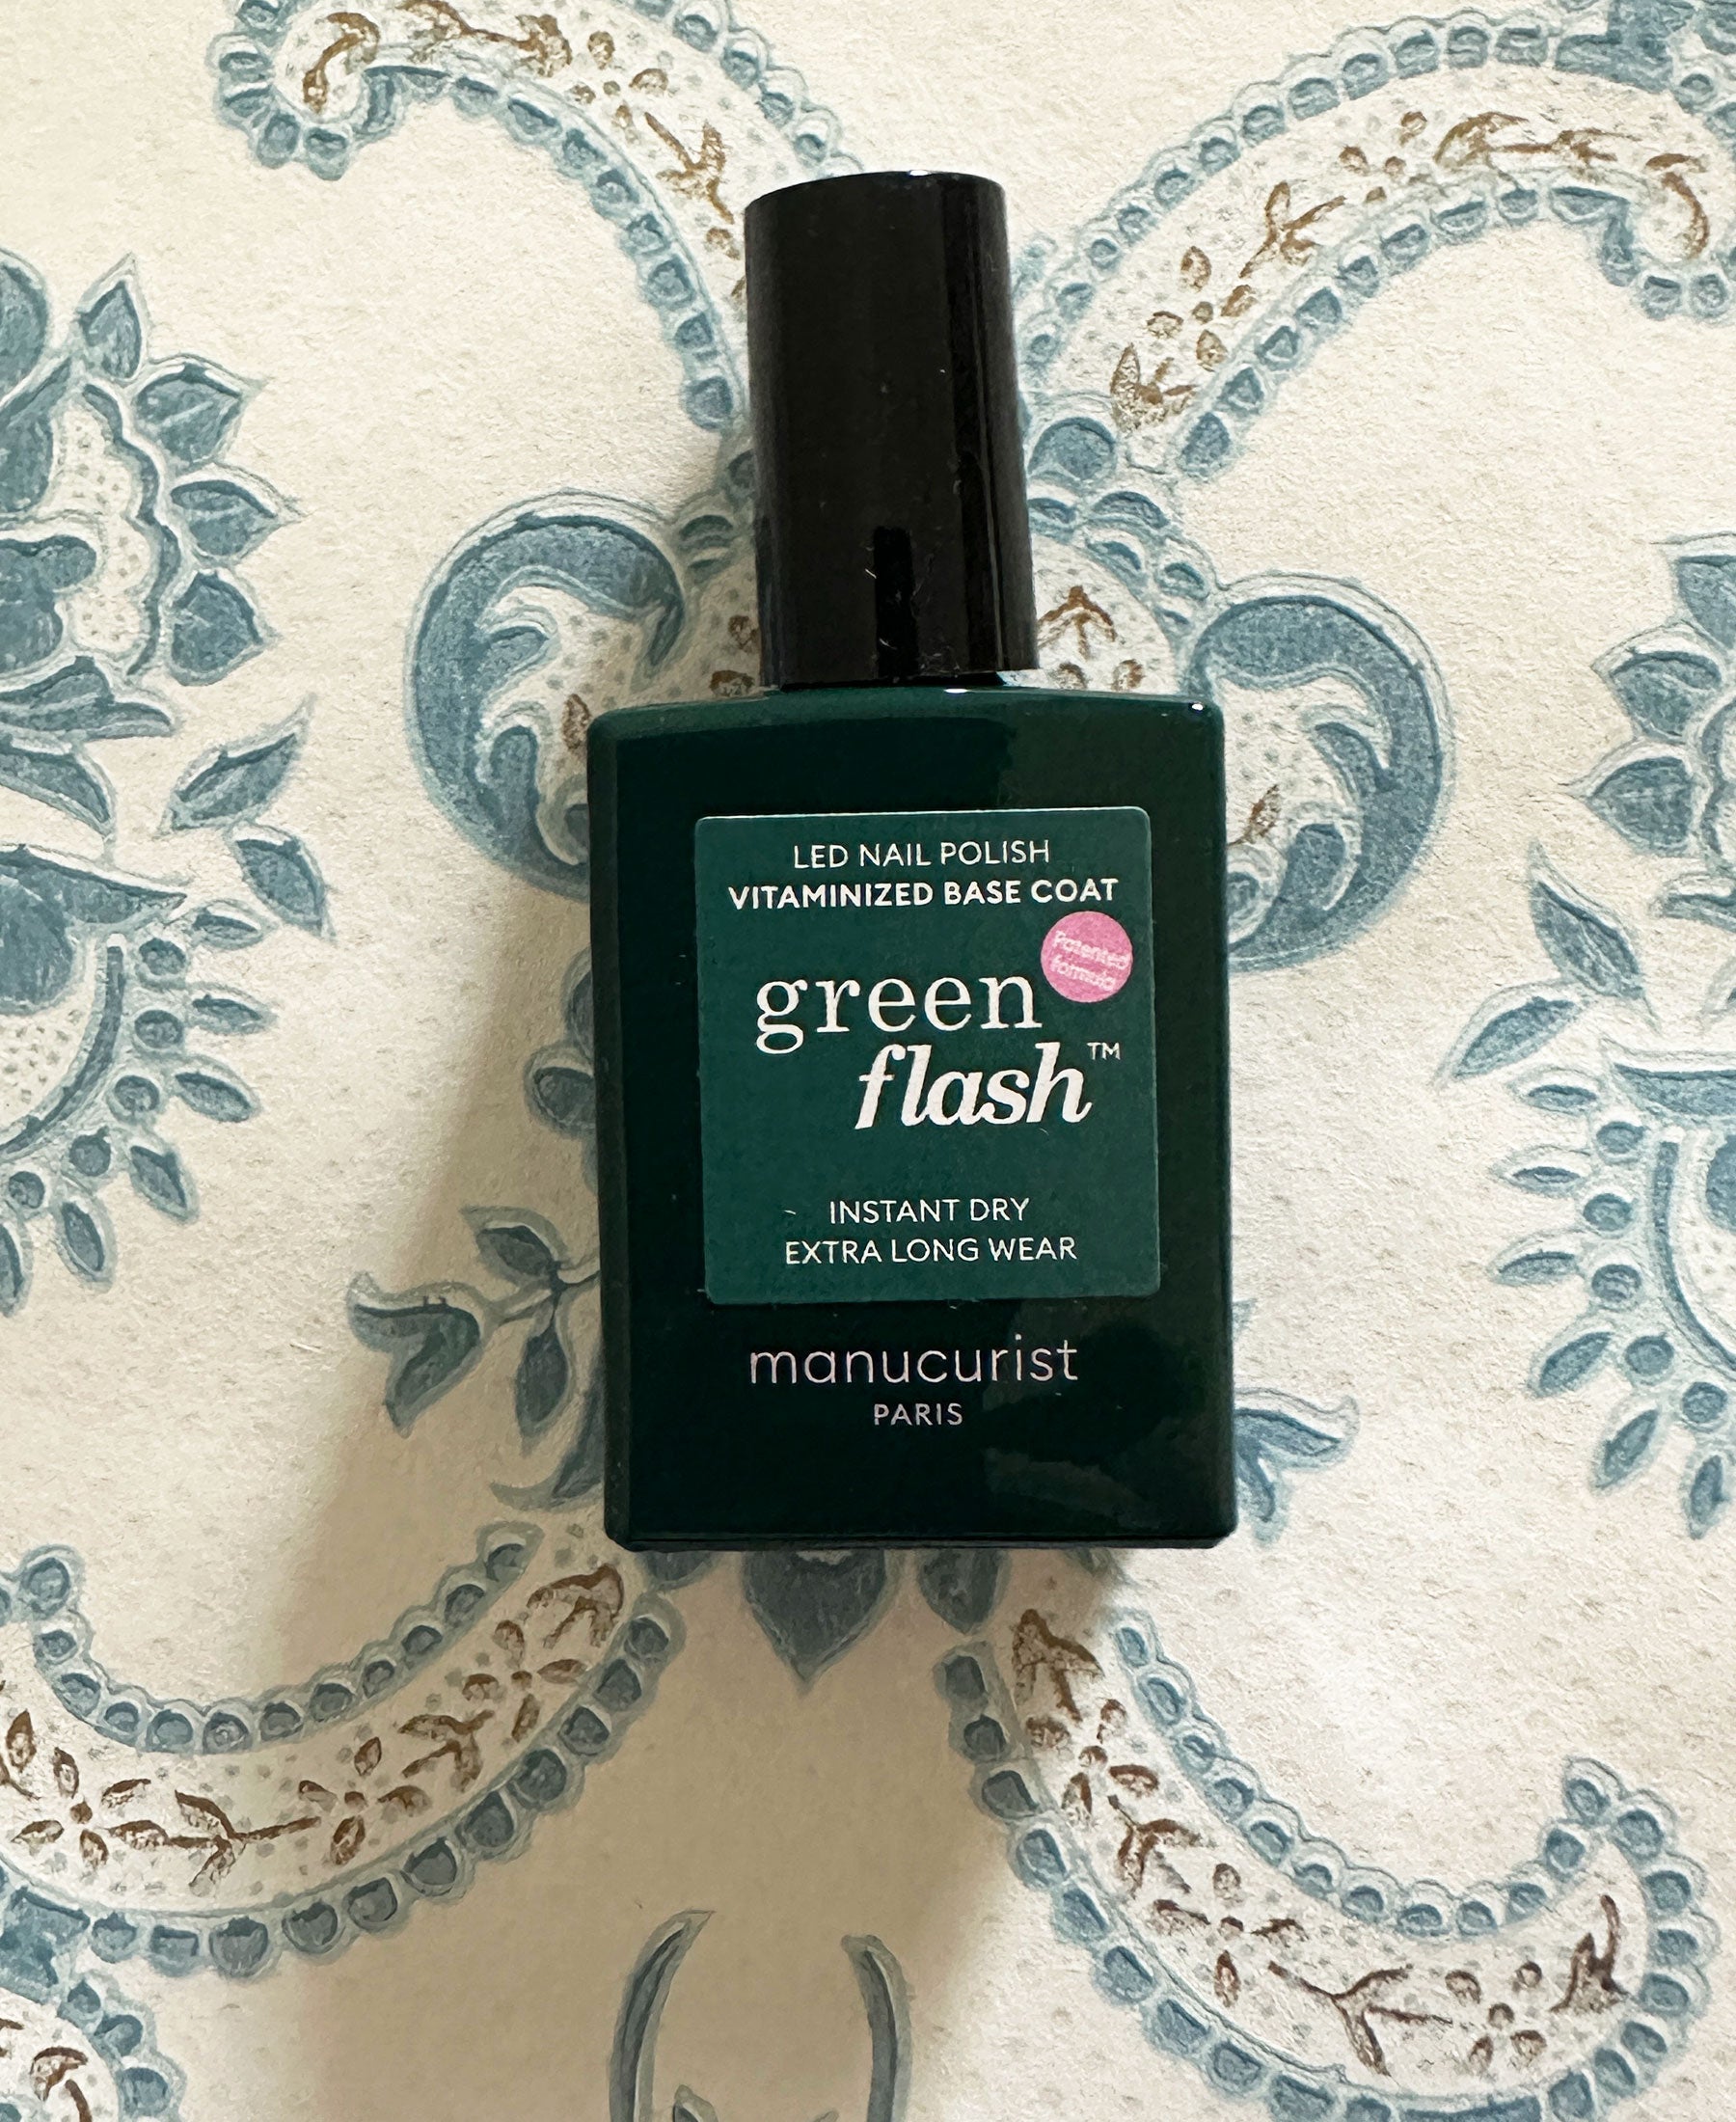 LED NAIL POLISH
VITAMINIZED BASE COAT
Patented
formula
green
flash™
INSTANT DRY
EXTRA LONG WEAR
manucurist
PARIS